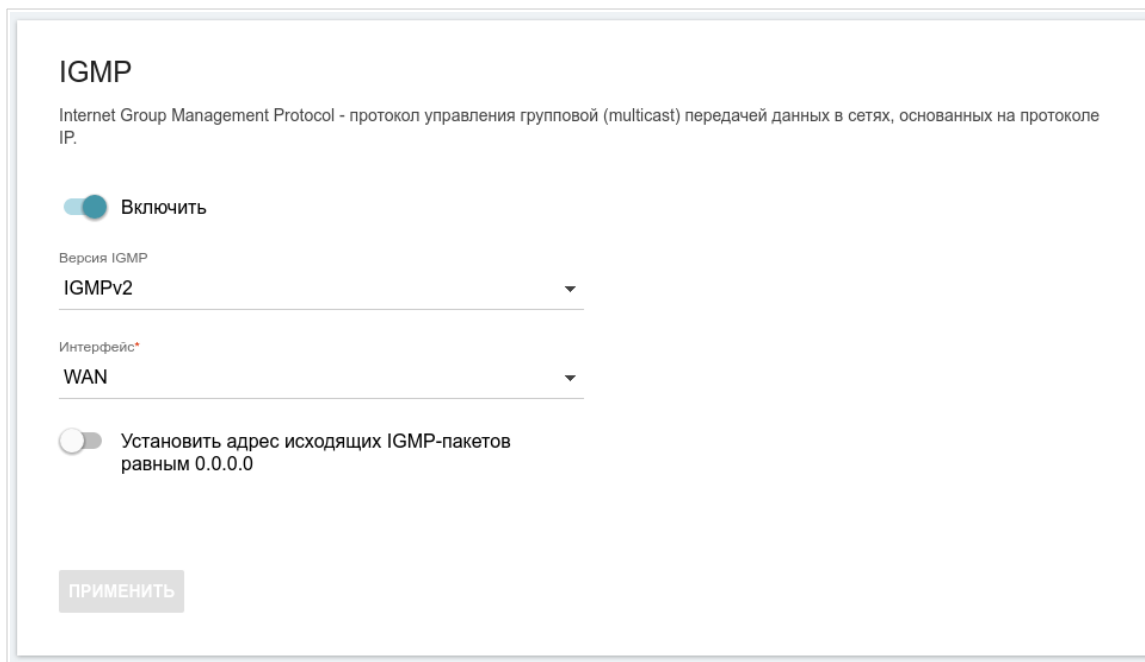 IGMP
Internet Group Management Protocol - протокол управления групповой (multicast) передачей данных в сетях, основанных на протоколе
IP.
Включить
Версия IGMP
IGMPv2
Интерфейс*
WAN
Установить адрес исходящих IGMP-пакетов
равным 0.0.0.0
ПРИМЕНИТЬ